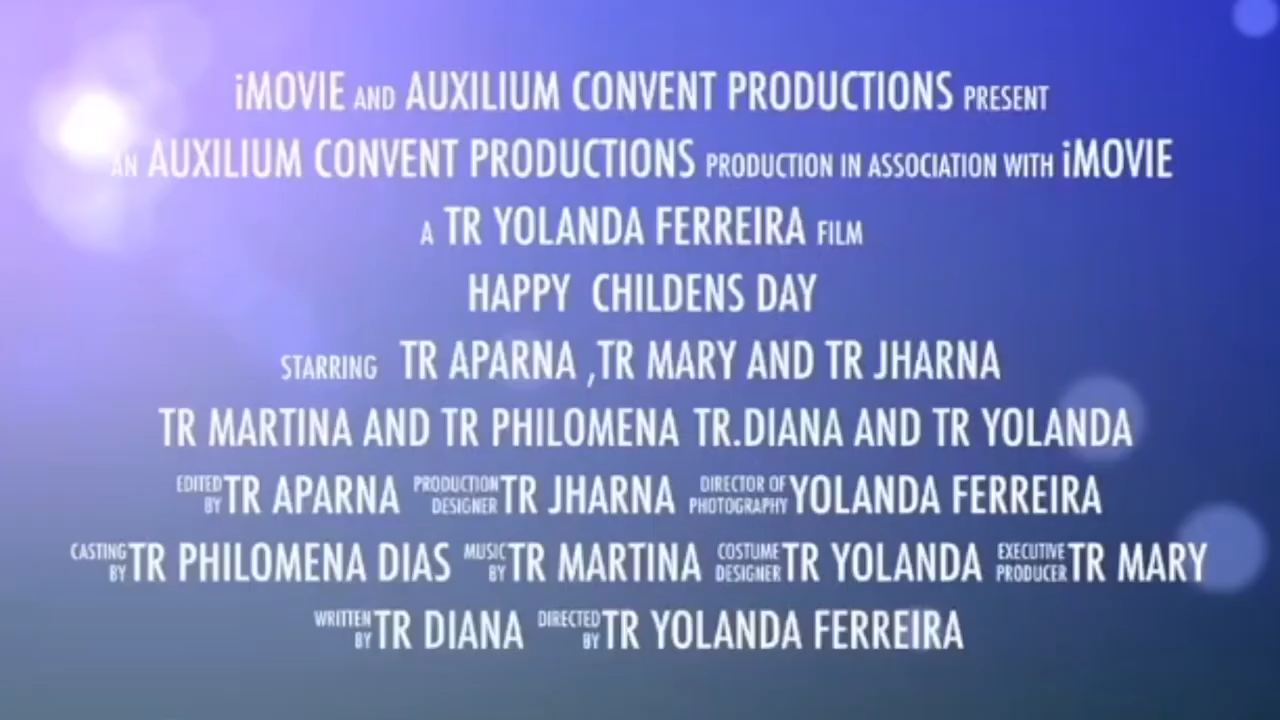 iMOVIE AND AUXILIUM CONVENT PRODUCTIONS PRESENT
AN AUXILIUM CONVENT PRODUCTIONS PRODUCTION IN ASSOCIATION WITH iMOVIE
A TR YOLANDA FERREIRA FILM
HAPPY CHILDENS DAY
STARRING TR APARNA ,TR MARY AND TR JHARNA
TR MARTINA AND TR PHILOMENA TR.DIANA AND TR YOLANDA
EDITED BY TR APARNA PRODUCTION DESIGNER TR JHARNA DIRECTOR OF PHOTOGRAPHY YOLANDA FERREIRA
CASTING BY TR PHILOMENA DIAS MUSIC BY TR MARTINA COSTUME DESIGNER TR YOLANDA EXECUTIVE PRODUCER TR MARY
WRITTEN BY TR DIANA DIRECTED BY TR YOLANDA FERREIRA